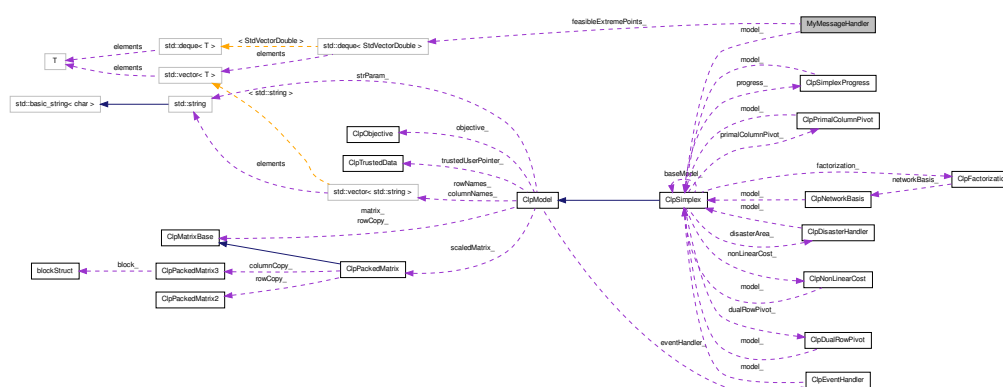 MyMessageHandler
feasibleExtremePoints_
model_
elements
std::deque< T >
< StdVectorDouble >
std::deque< StdVectorDouble >
T
elements
std::vector< T >
elements
model_
strParam_
progress_
ClpSimplexProgress
< std::string >
std::basic_string< char >
std::string
model_
ClpPrimalColumnPivot
ClpObjective
objective_
primalColumnPivot_
ClpTrustedData
trustedUserPointer_
elements
factorization_
baseModel_
networkBasis_
rowNames_
columnNames_
std::vector< std::string >
ClpModel
ClpSimplex
model_
ClpNetworkBasis
matrix_
rowCopy_
model_
ClpMatrixBase
disasterArea_
ClpDisasterHandler
scaledMatrix_
nonLinearCost_
blockStruct
block_
ClpPackedMatrix3
columnCopy_
ClpPackedMatrix
rowCopy_
ClpNonLinearCost
model_
ClpPackedMatrix2
dualRowPivot_
eventHandler_
model_
ClpDualRowPivot
model_
ClpEventHandler